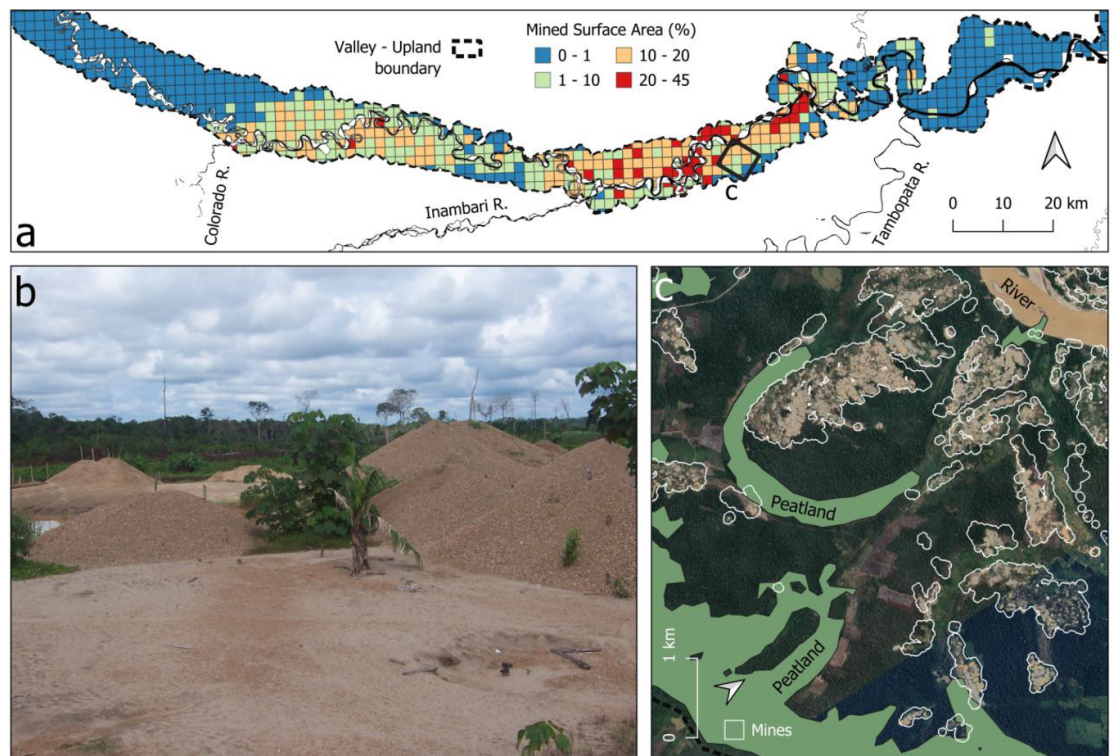 a
Valley - Upland
boundary
Mined Surface Area (%)
0 - 1
10 - 20
1 - 10
20 - 45
Colorado R.
Inambari R.
C
Tambopata R.
0 10 20 km
b
c
River
Peatland
Peatland
0 1 km
Mines